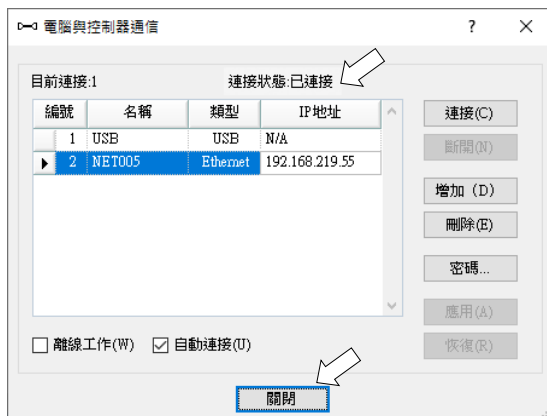 電腦與控制器通信 ?
目前連接:1 連接狀態:已連接
編號 名稱 類型 IP地址
1 USB USB N/A
2 NET005 Ethernet 192.168.219.55
連接(C)
斷開(N)
增加 (D)
刪除(E)
密碼...
應用(A)
恢復(R)
離線工作(W) 自動連接(U)
關閉